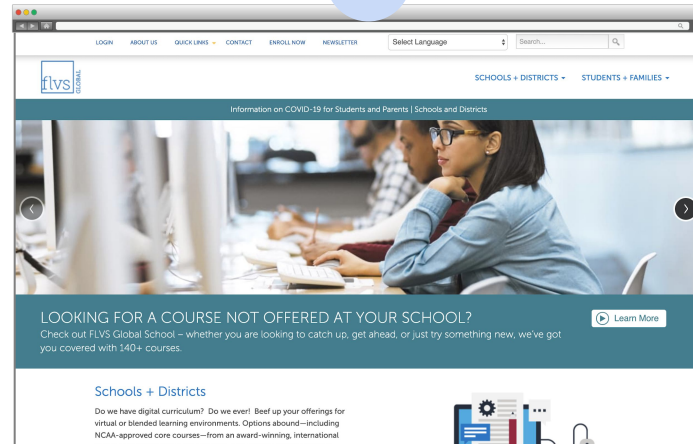 LOGIN ABOUT US QUICK LINKS CONTACT ENROLL NOW NEWSLETTER Select Language Search...
flvs GLOBAL
SCHOOLS + DISTRICTS STUDENTS + FAMILIES
Information on COVID-19 for Students and Parents | Schools and Districts
LOOKING FOR A COURSE NOT OFFERED AT YOUR SCHOOL?
Learn More
Check out FLVS Global School – whether you are looking to catch up, get ahead, or just try something new, we've got
you covered with 140+ courses.
Schools + Districts
Do we have digital curriculum? Do we ever! Beef up your offerings for
virtual or blended learning environments. Options abound—including
NCAA-approved core courses—from an award-winning, international